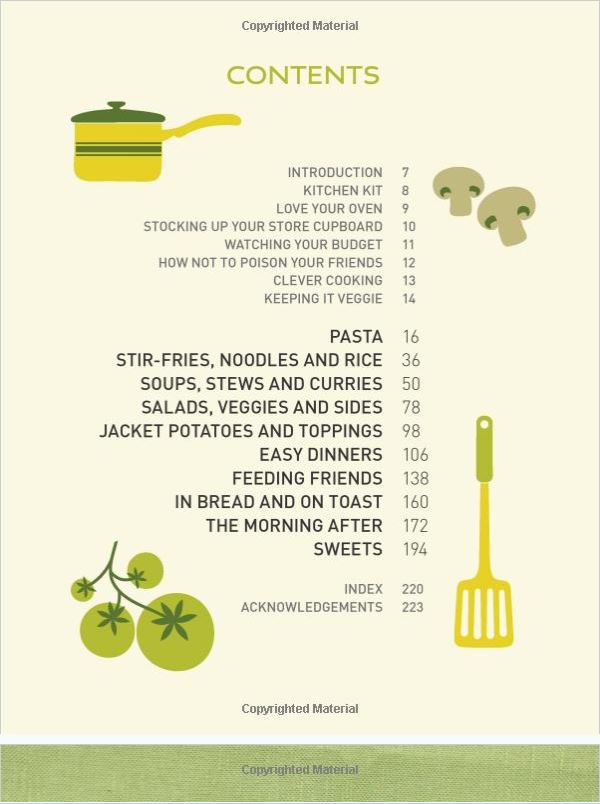 Copyrighted Material
CONTENTS
INTRODUCTION 7
KITCHEN KIT 8
LOVE YOUR OVEN 9
STOCKING UP YOUR STORE CUPBOARD 10
WATCHING YOUR BUDGET 11
HOW NOT TO POISON YOUR FRIENDS 12
CLEVER COOKING 13
KEEPING IT VEGGIE 14
PASTA 16
STIR-FRIES, NOODLES AND RICE 36
SOUPS, STEWS AND CURRIES 50
SALADS, VEGGIES AND SIDES 78
JACKET POTATOES AND TOPPINGS 98
EASY DINNERS 106
FEEDING FRIENDS 138
IN BREAD AND ON TOAST 160
THE MORNING AFTER 172
SWEETS 194
INDEX 220
ACKNOWLEDGEMENTS 223
Copyrighted Material
Copyrighted Material